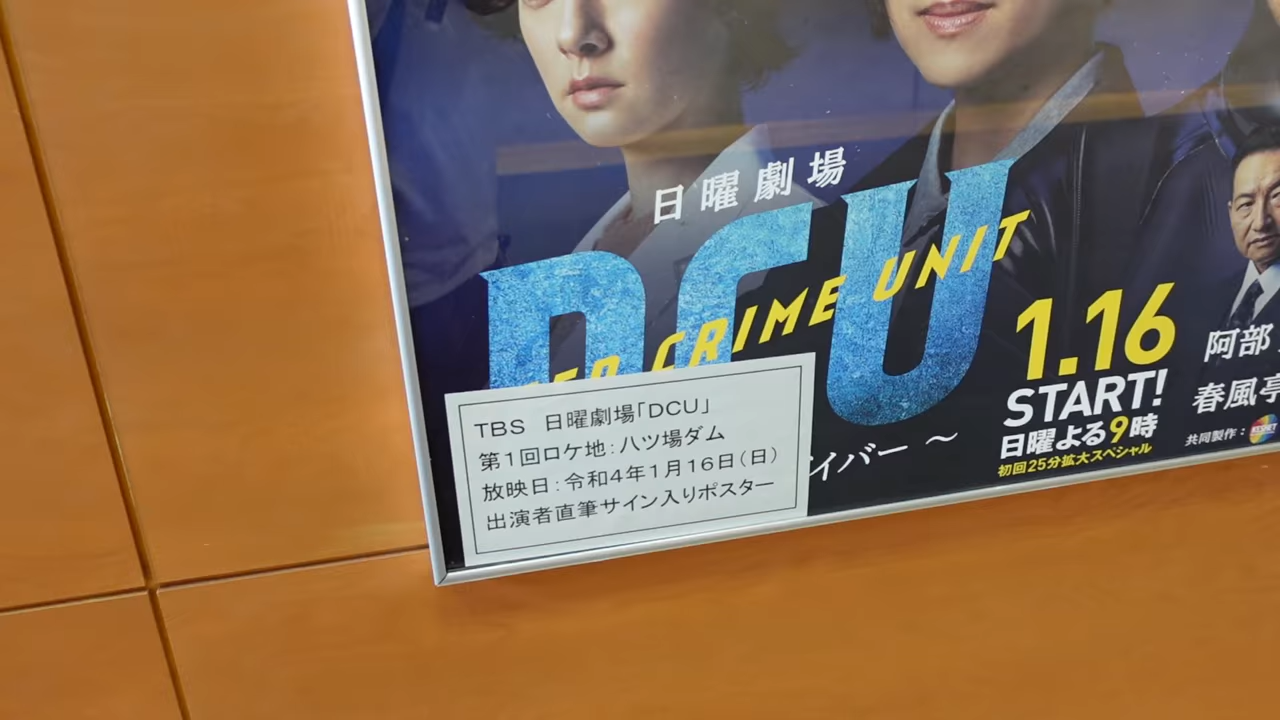 日曜劇場
DCU
CRIME UNIT
イバー ～
1.16
START!
日曜よる9時
初回25分拡大スペシャル
阿部
春風亭
共同製作：
TBS 日曜劇場「DCU」
第1回ロケ地：八ツ場ダム
放映日：令和4年1月16日（日）
出演者直筆サイン入りポスター